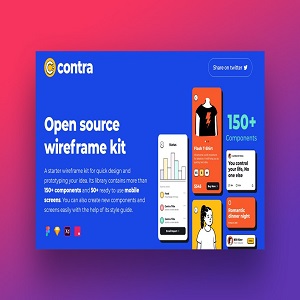 contra
Share on twitter
Open source
wireframe kit
A starter wireframe kit for quick design and
prototyping your idea. Its library contains more than
150+ components and 50+ ready to use mobile
screens. You can also create new components and
screens easily with the help of its style guide.
150+
Components
You control
your life. No
one else
Romantic
dinner night
$644